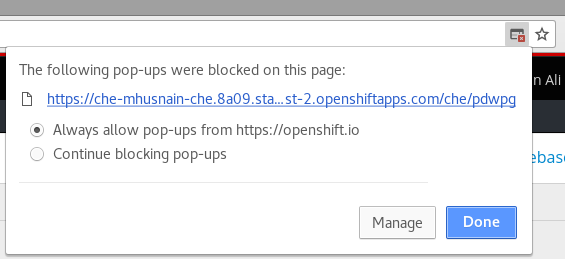 The following pop-ups were blocked on this page:
n Ali
https://che-mhusnain-che.8a09.sta...st-2.openshiftapps.com/che/pdwpg
Always allow pop-ups from https://openshift.io
Continue blocking pop-ups
ebas
Manage
Done